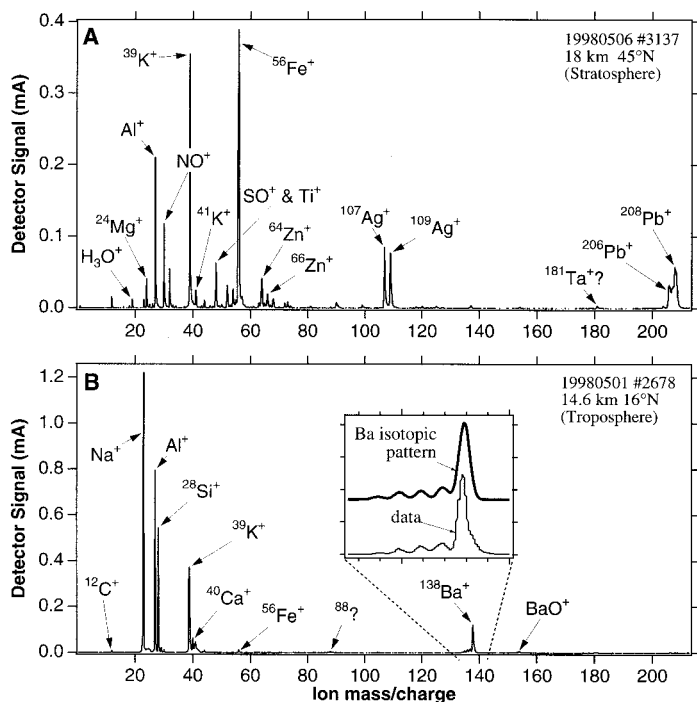 A
19980506 #3137
18 km 45°N
(Stratosphere)
Detector Signal (mA)
0.4
0.3
0.2
0.1
0.0
³⁹K⁺
⁵⁶Fe⁺
Al⁺
NO⁺
SO⁺ & Ti⁺
²⁴Mg⁺
⁴¹K⁺
⁶⁴Zn⁺
H₃O⁺
⁶⁶Zn⁺
¹⁰⁷Ag⁺
¹⁰⁹Ag⁺
²⁰⁸Pb⁺
²⁰⁶Pb⁺
¹⁸¹Ta⁺?
20 40 60 80 100 120 140 160 180 200
B
19980501 #2678
14.6 km 16°N
(Troposphere)
Detector Signal (mA)
1.2
1.0
0.8
0.6
0.4
0.2
0.0
Na⁺
Al⁺
²⁸Si⁺
³⁹K⁺
¹²C⁺
⁴⁰Ca⁺
⁵⁶Fe⁺
⁸⁸?
Ba isotopic
pattern
data
¹³⁸Ba⁺
BaO⁺
20 40 60 80 100 120 140 160 180 200
Ion mass/charge